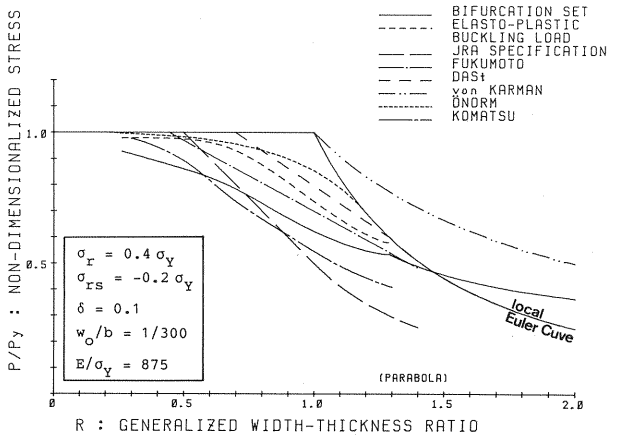 BIFURCATION SET
ELASTO-PLASTIC
BUCKLING LOAD
JRA SPECIFICATION
FUKUMOTO
DASt
von KARMAN
ÖNORM
KOMATSU
P/Py : NON-DIMENSIONALIZED STRESS
1.0
0.5
0
σr = 0.4 σY
σrs = -0.2 σY
δ = 0.1
wo/b = 1/300
E/σY = 875
local
Euler Cuve
(PARABOLA)
0 0.5 1.0 1.5 2.0
R : GENERALIZED WIDTH-THICKNESS RATIO